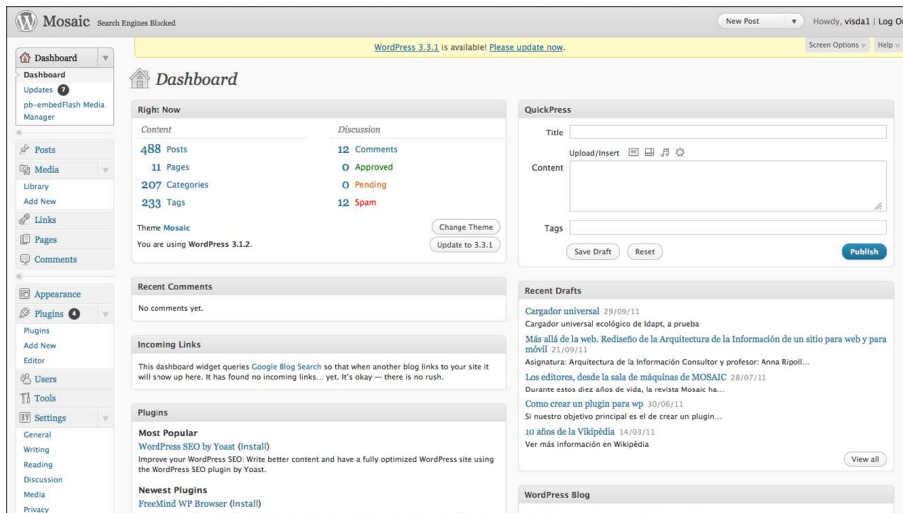 Mosaic Search Engines Blocked
New Post
Howdy, visda1 | Log O
WordPress 3.3.1 is available! Please update now.
Screen Options
Help
Dashboard
Dashboard
Updates 7
pb-embedFlash Media
Manager
Posts
Media
Library
Add New
Links
Pages
Comments
Appearance
Plugins 4
Plugins
Add New
Editor
Users
Tools
Settings
General
Writing
Reading
Discussion
Media
Privacy
Dashboard
Right Now
Content
Discussion
488 Posts
12 Comments
11 Pages
0 Approved
207 Categories
0 Pending
233 Tags
12 Spam
Theme Mosaic
Change Theme
You are using WordPress 3.1.2.
Update to 3.3.1
Recent Comments
No comments yet.
Incoming Links
This dashboard widget queries Google Blog Search so that when another blog links to your site it
will show up here. It has found no incoming links... yet. It's okay — there is no rush.
Plugins
Most Popular
WordPress SEO by Yoast (Install)
Improve your WordPress SEO: Write better content and have a fully optimized WordPress site using
the WordPress SEO plugin by Yoast.
Newest Plugins
FreeMind WP Browser (Install)
QuickPress
Title
Upload/Insert
Content
Tags
Save Draft
Reset
Publish
Recent Drafts
Cargador universal 29/09/11
Cargador universal ecológico de Idapt, a prueba
Más allá de la web. Rediseño de la Arquitectura de la Información de un sitio para web y para
móvil 21/09/11
Asignatura: Arquitectura de la Información Consultor y profesor: Anna Ripoll...
Los editores, desde la sala de máquinas de MOSAIC 28/07/11
Durante estos diez años de vida, la revista Mosaic ha...
Como crear un plugin para wp 30/06/11
Si nuestro objetivo principal es el de crear un plugin...
10 años de la Vikipèdia 14/03/11
Ver más información en Wikipèdia
View all
WordPress Blog